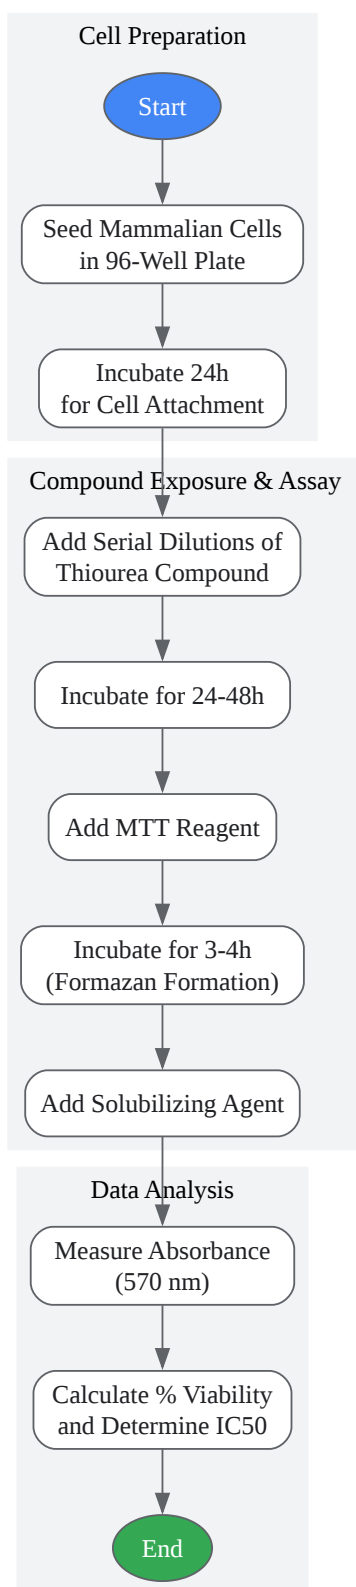 Cell Preparation
Start
Seed Mammalian Cells
in 96-Well Plate
Incubate 24h
for Cell Attachment
Compound Exposure & Assay
Add Serial Dilutions of
Thiourea Compound
Incubate for 24-48h
Add MTT Reagent
Incubate for 3-4h
(Formazan Formation)
Add Solubilizing Agent
Data Analysis
Measure Absorbance
(570 nm)
Calculate % Viability
and Determine IC50
End